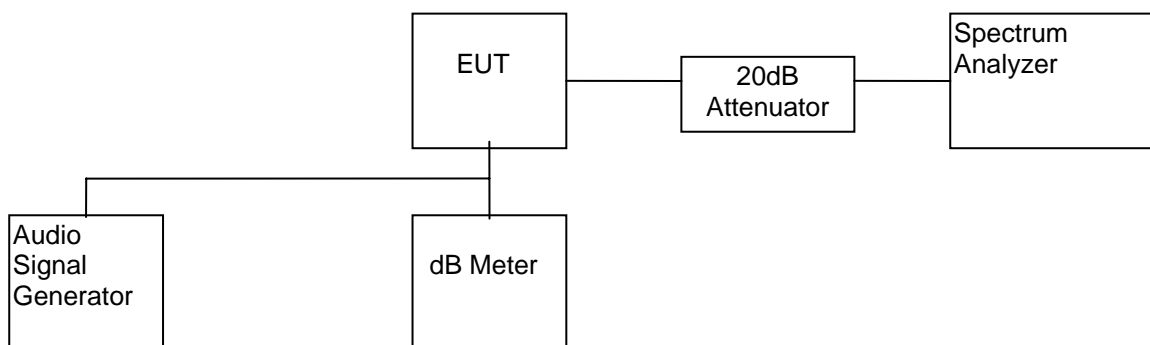 EUT
20dB
Attenuator
Spectrum
Analyzer
Audio
Signal
Generator
dB Meter